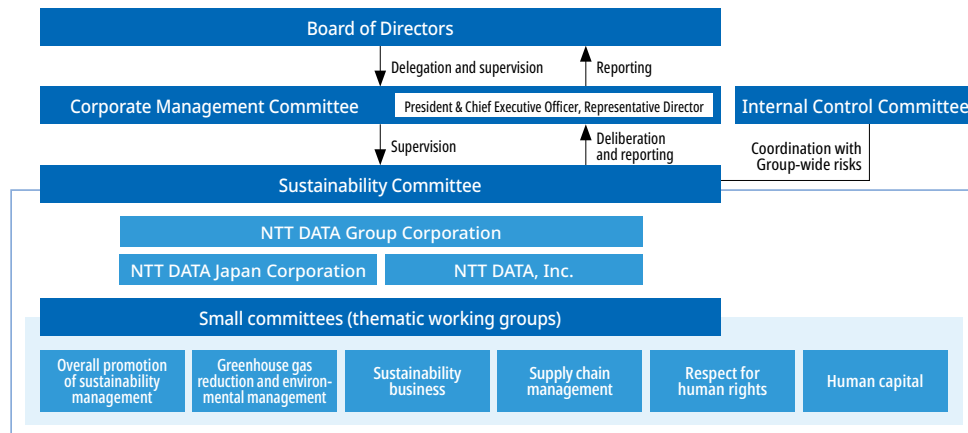 Board of Directors
Delegation and supervision
Reporting
Corporate Management Committee
President & Chief Executive Officer, Representative Director
Internal Control Committee
Supervision
Deliberation
and reporting
Coordination with
Group-wide risks
Sustainability Committee
NTT DATA Group Corporation
NTT DATA Japan Corporation
NTT DATA, Inc.
Small committees (thematic working groups)
Overall promotion
of sustainability
management
Greenhouse gas
reduction and environ-
mental management
Sustainability
business
Supply chain
management
Respect for
human rights
Human capital